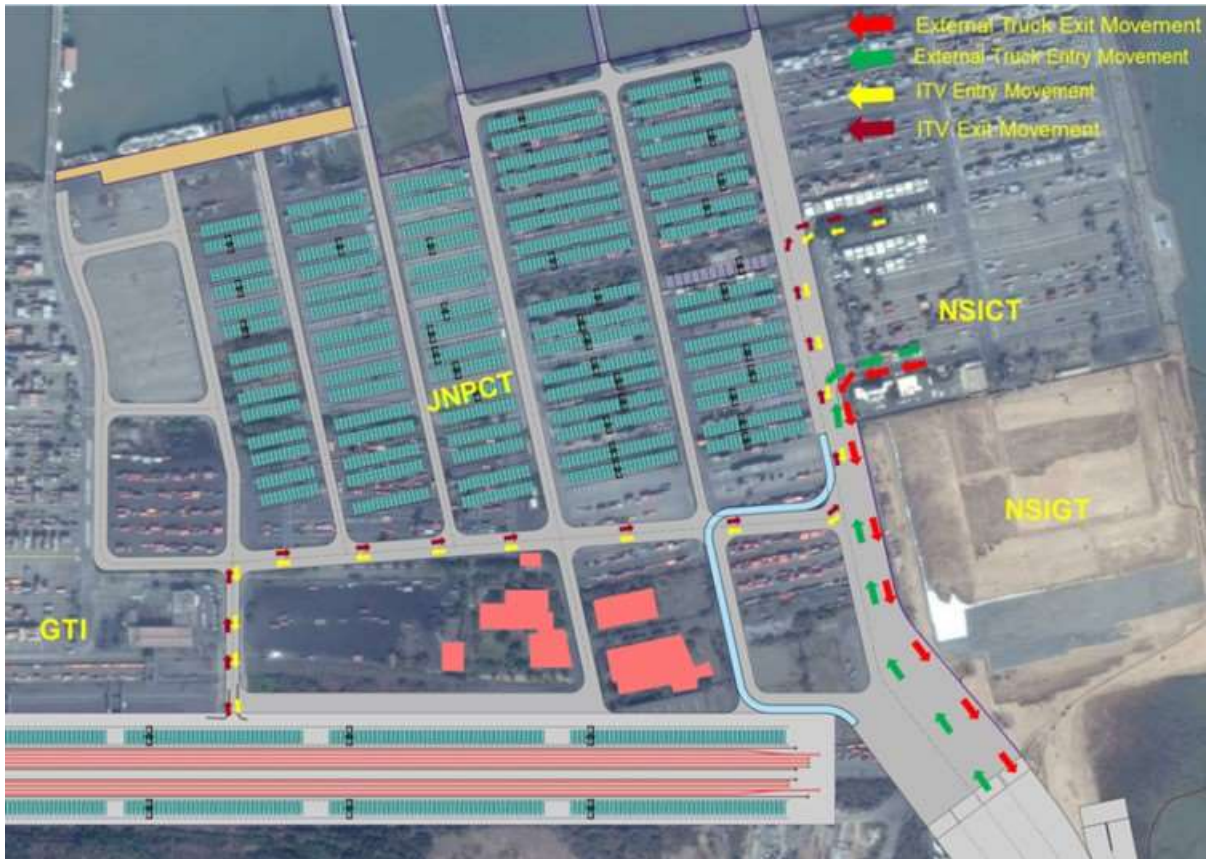 External Truck Exit Movement
External Truck Entry Movement
ITV Entry Movement
ITV Exit Movement
NSICT
JNPCT
NSIGT
GTI